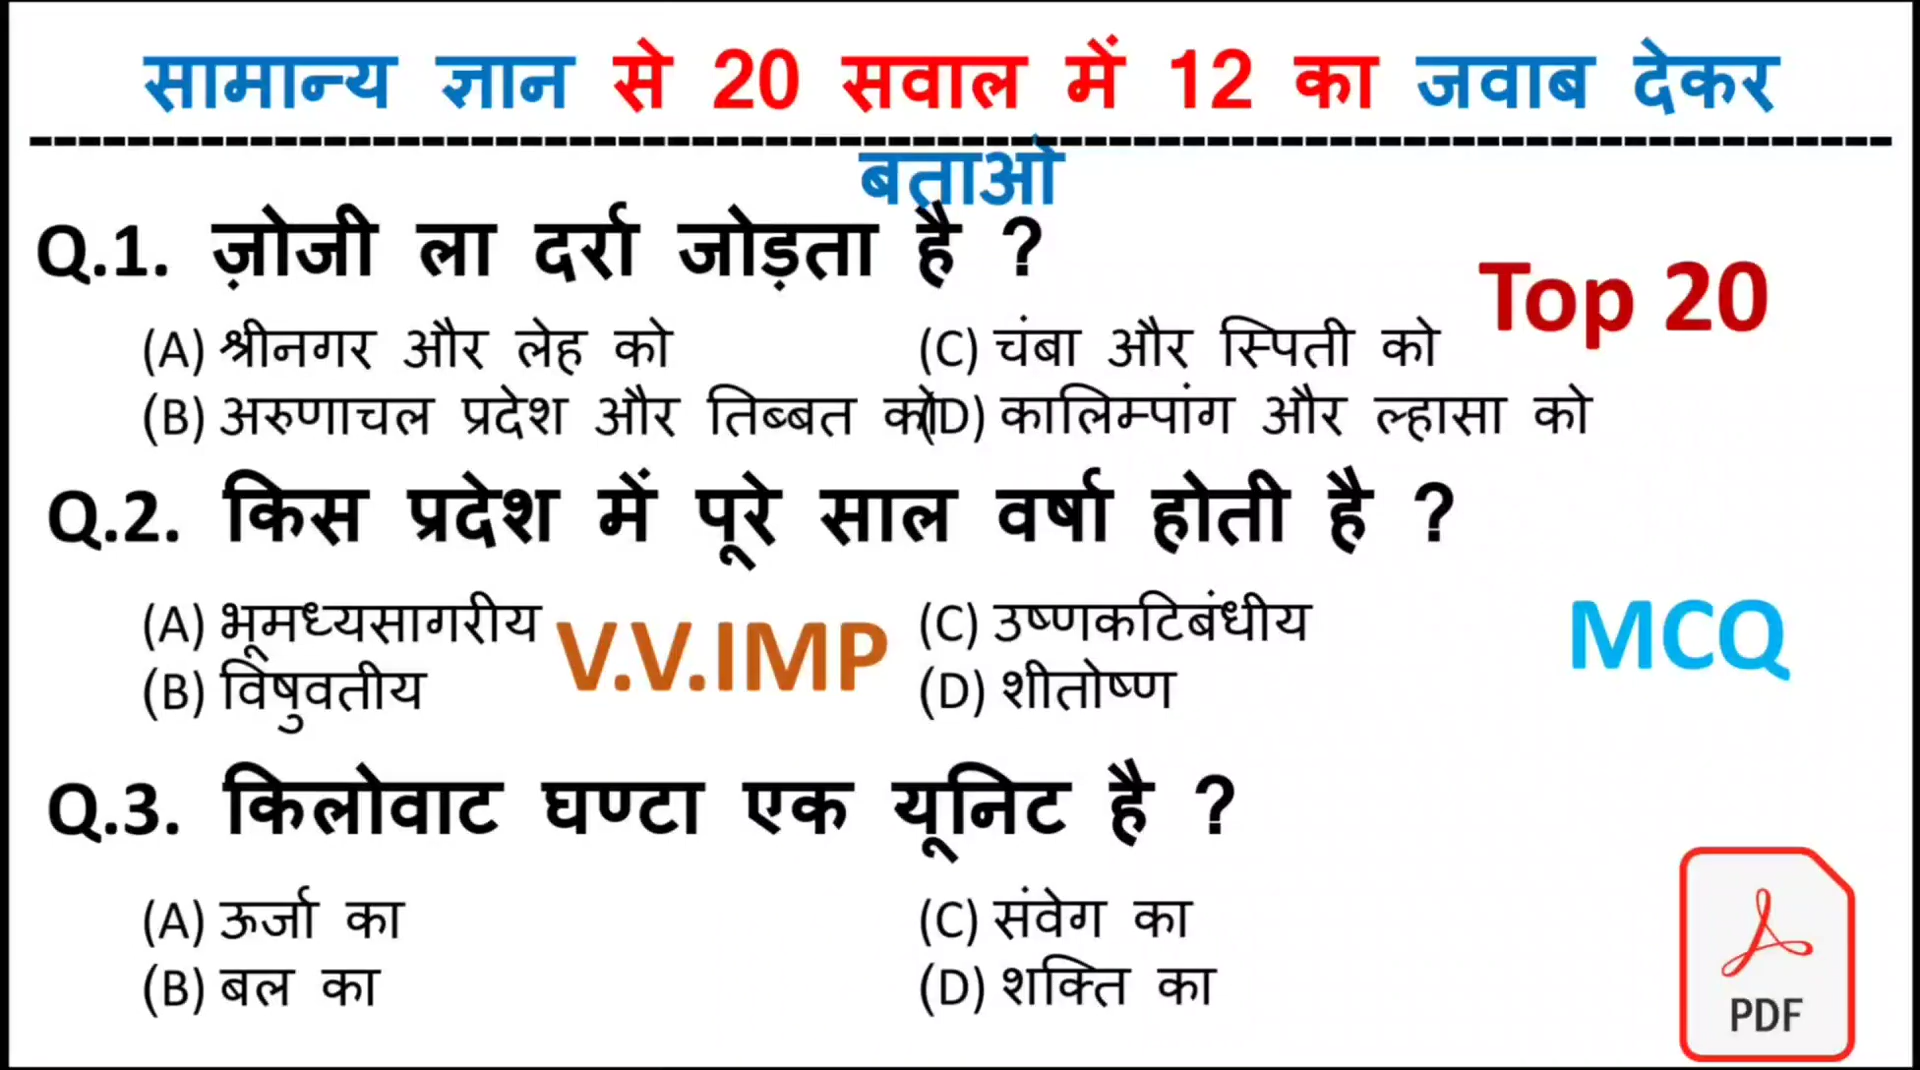 सामान्य ज्ञान से 20 सवाल में 12 का जवाब देकर
बताओ
Q.1. ज़ोजी ला दर्रा जोड़ता है ?
Top 20
(A) श्रीनगर और लेह को (C) चंबा और स्पिती को
(B) अरुणाचल प्रदेश और तिब्बत को (D) कालिम्पांग और ल्हासा को
Q.2. किस प्रदेश में पूरे साल वर्षा होती है ?
(A) भूमध्यसागरीय (C) उष्णकटिबंधीय
V.V.IMP
MCQ
(B) विषुवतीय (D) शीतोष्ण
Q.3. किलोवाट घण्टा एक यूनिट है ?
(A) ऊर्जा का (C) संवेग का
(B) बल का (D) शक्ति का
PDF